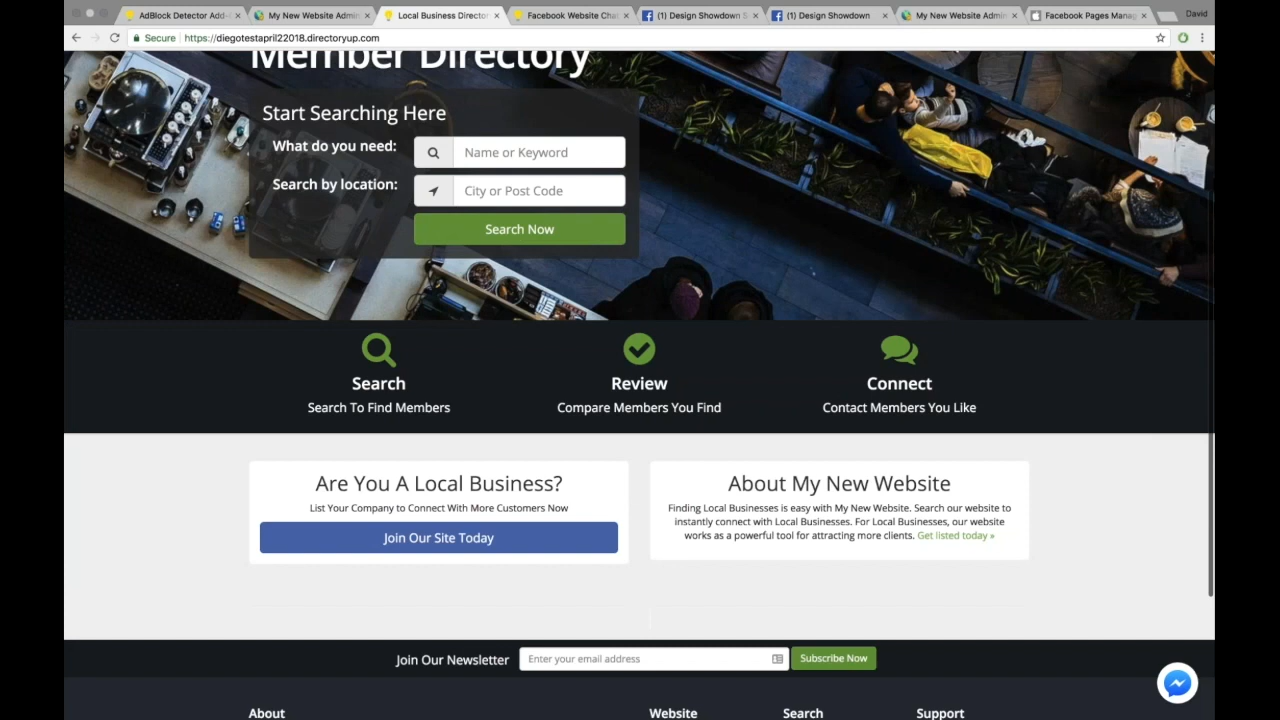 AdBlock Detector Add-
My New Website Admin
Local Business Director
Facebook Website Cha
(1) Design Showdown S
(1) Design Showdown
My New Website Admin
Facebook Pages Manag
David
Secure
https://diegotestapril22018.directoryup.com
Member Directory
Start Searching Here
What do you need:
Name or Keyword
Search by location:
City or Post Code
Search Now
Search
Review
Connect
Search To Find Members
Compare Members You Find
Contact Members You Like
Are You A Local Business?
List Your Company to Connect With More Customers Now
Join Our Site Today
About My New Website
Finding Local Businesses is easy with My New Website. Search our website to
instantly connect with Local Businesses. For Local Businesses, our website
works as a powerful tool for attracting more clients. Get listed today »
Join Our Newsletter
Enter your email address
Subscribe Now
About
Website
Search
Support